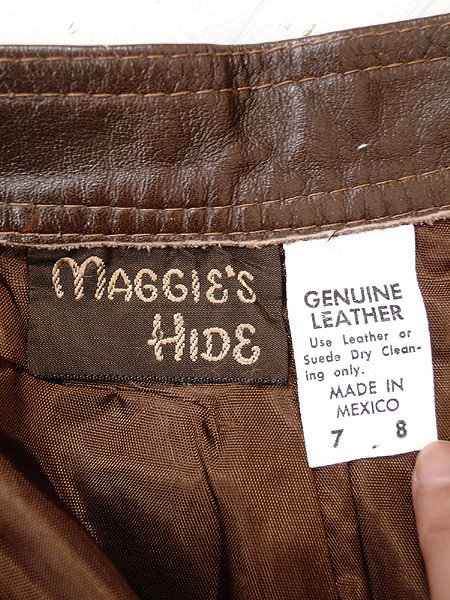 MAGGIE'S
HIDE
GENUINE
LEATHER
Use Leather or
Suede Dry Clean-
ing only.
MADE IN
MEXICO
7 8